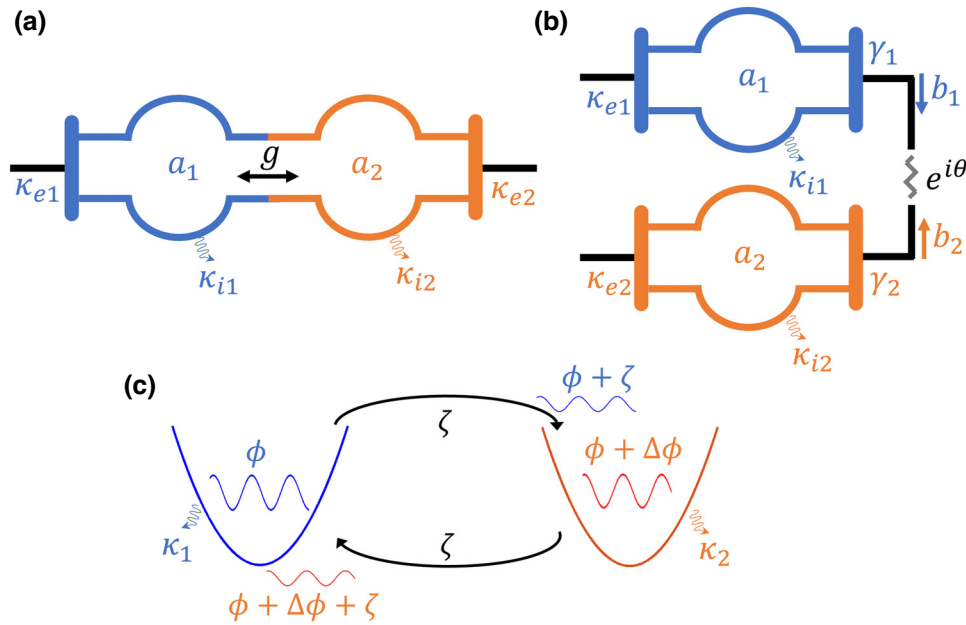 (a)
a₁
g
a₂
κₑ₁
κₑ₂
κᵢ₁
κᵢ₂
(b)
κₑ₁
a₁
γ₁
b₁
κᵢ₁
e^{iθ}
κₑ₂
a₂
b₂
γ₂
κᵢ₂
(c)
ϕ
ζ
ϕ + ζ
ϕ + Δϕ
κ₁
ζ
κ₂
ϕ + Δϕ + ζ